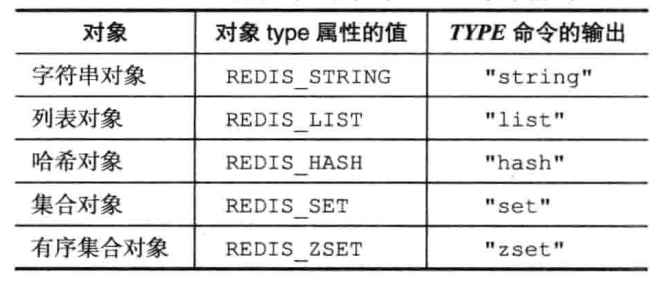 对象 对象 type 属性的值 TYPE 命令的输出
字符串对象 REDIS_STRING "string"
列表对象 REDIS_LIST "list"
哈希对象 REDIS_HASH "hash"
集合对象 REDIS_SET "set"
有序集合对象 REDIS_ZSET "zset"